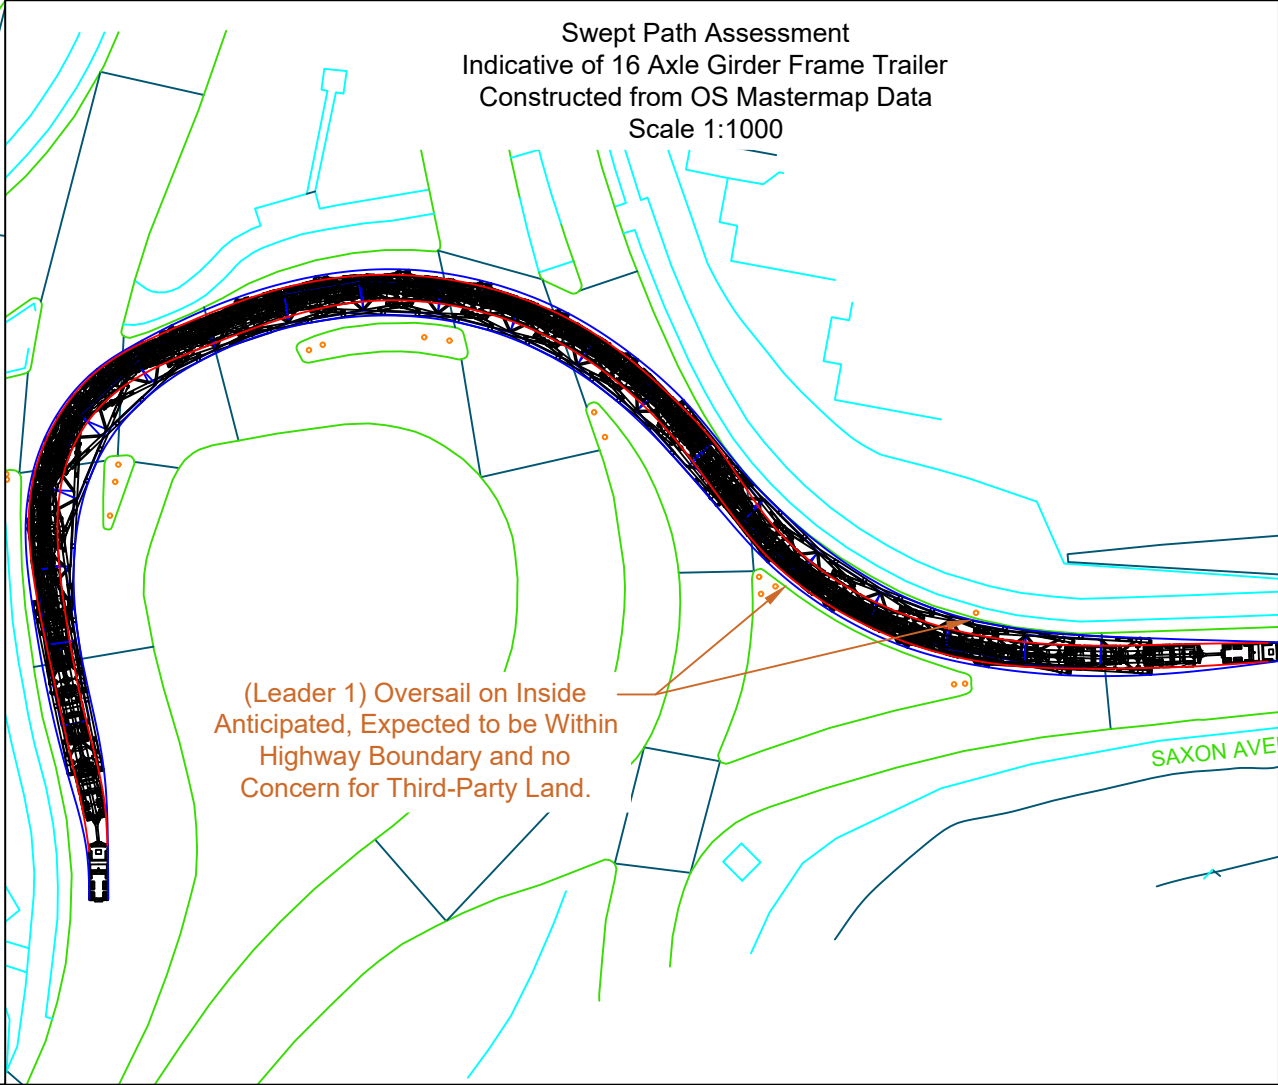 Swept Path Assessment
Indicative of 16 Axle Girder Frame Trailer
Constructed from OS Mastermap Data
Scale 1:1000
(Leader 1) Oversail on Inside
Anticipated, Expected to be Within
Highway Boundary and no
Concern for Third-Party Land.
SAXON AVE